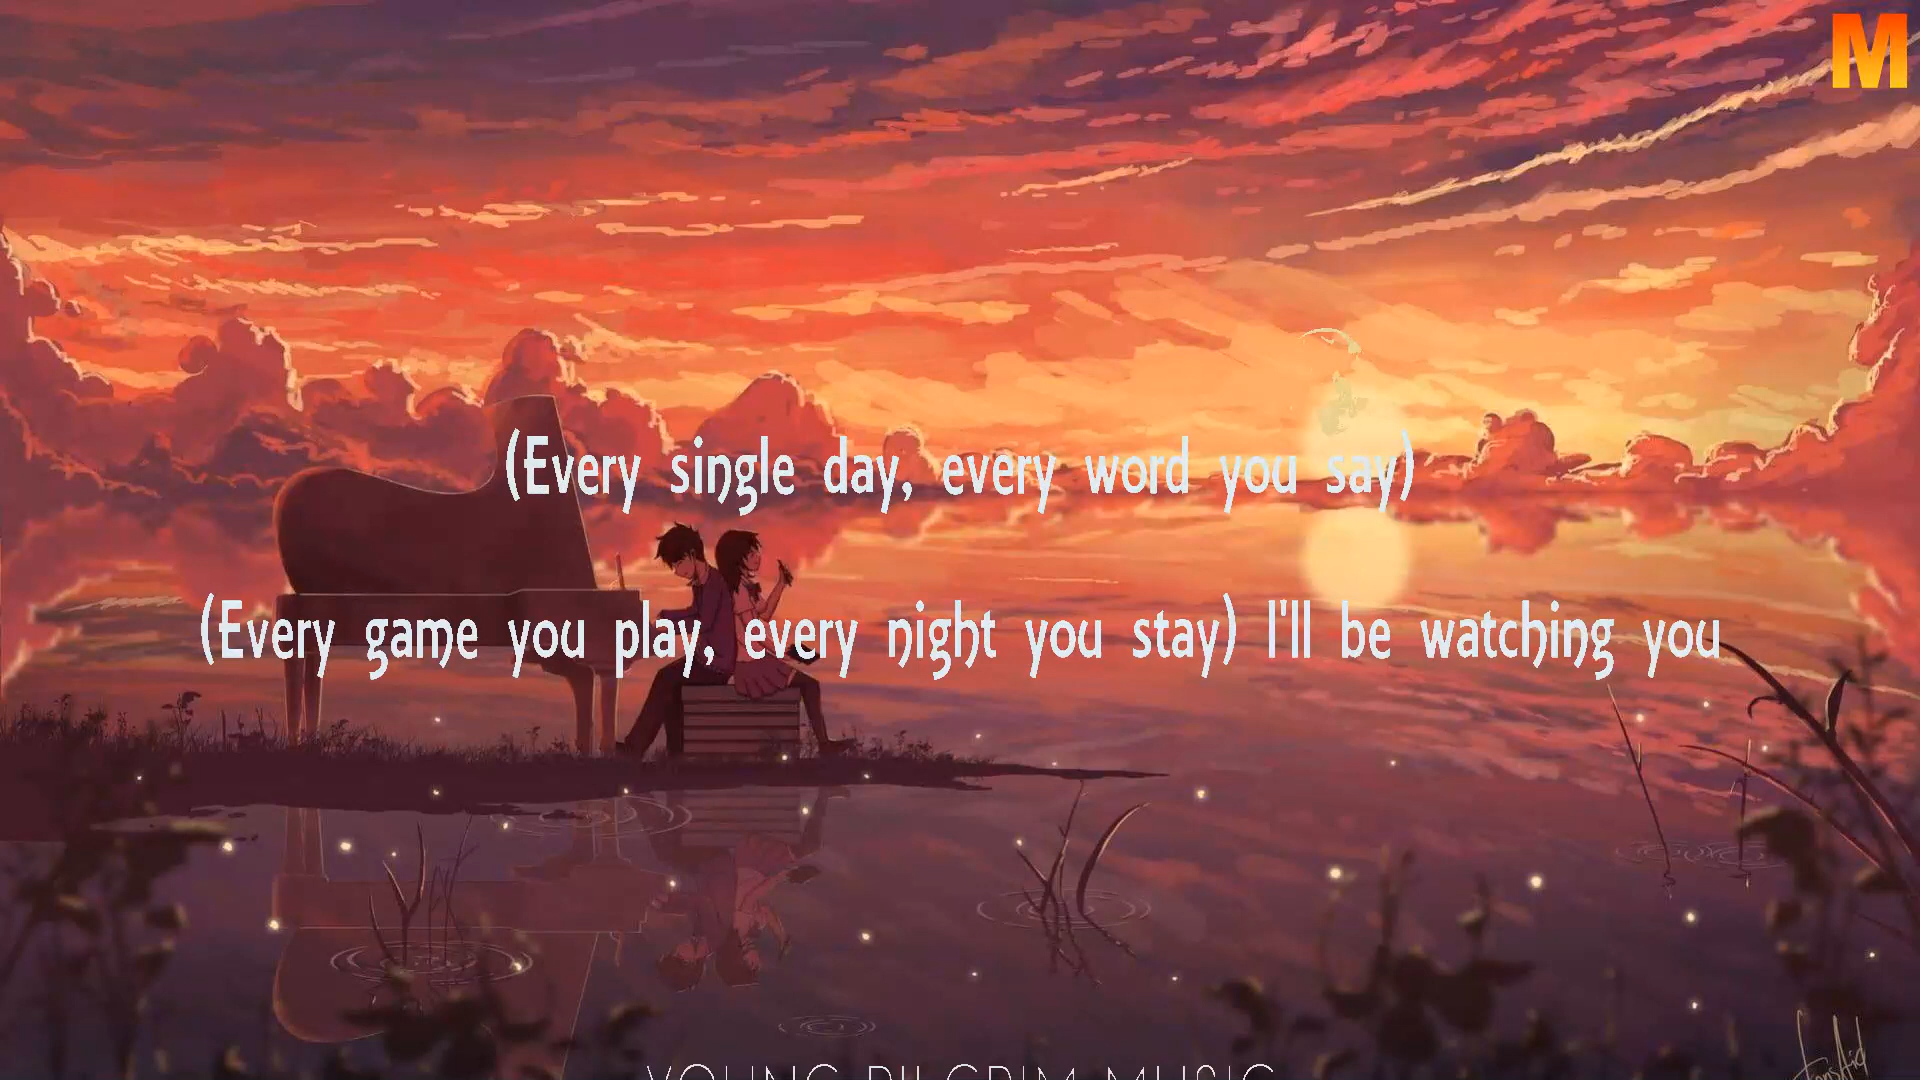 M
(Every single day, every word you say)
(Every game you play, every night you stay) I'll be watching you
YOUNG PILGRIM MUSIC